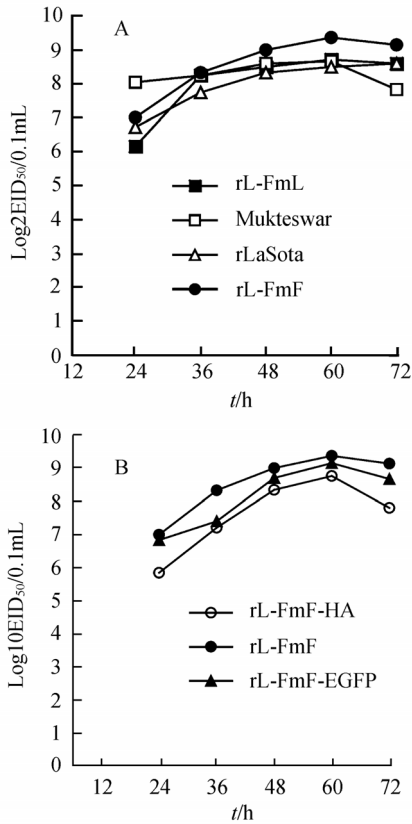 A
Log2EID50/0.1mL
10
9
8
7
6
5
4
3
2
1
0
rL-FmL
Mukteswar
rLaSota
rL-FmF
12 24 36 48 60 72
t/h
B
Log10EID50/0.1mL
10
9
8
7
6
5
4
3
2
1
0
rL-FmF-HA
rL-FmF
rL-FmF-EGFP
12 24 36 48 60 72
t/h